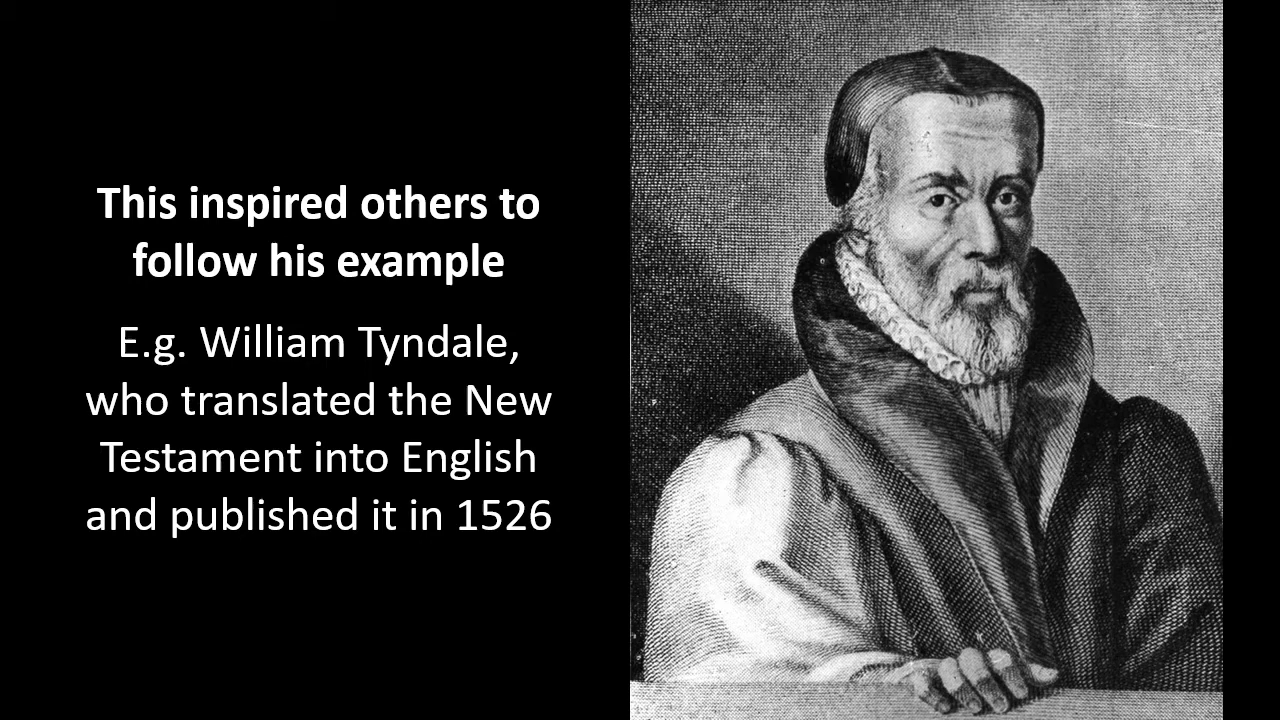 This inspired others to
follow his example
E.g. William Tyndale,
who translated the New
Testament into English
and published it in 1526